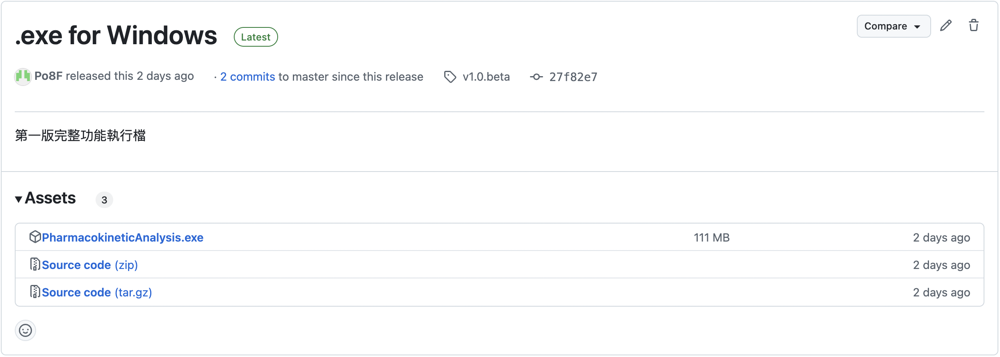 .exe for Windows Latest Compare
Po8F released this 2 days ago · 2 commits to master since this release v1.0.beta 27f82e7
第一版完整功能執行檔
Assets 3
PharmacokineticAnalysis.exe 111 MB 2 days ago
Source code (zip) 2 days ago
Source code (tar.gz) 2 days ago